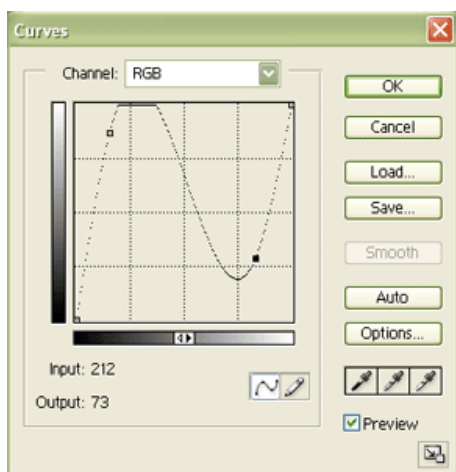 Curves
Channel: RGB
OK
Cancel
Load...
Save...
Smooth
Auto
Options...
Input: 212
Output: 73
Preview